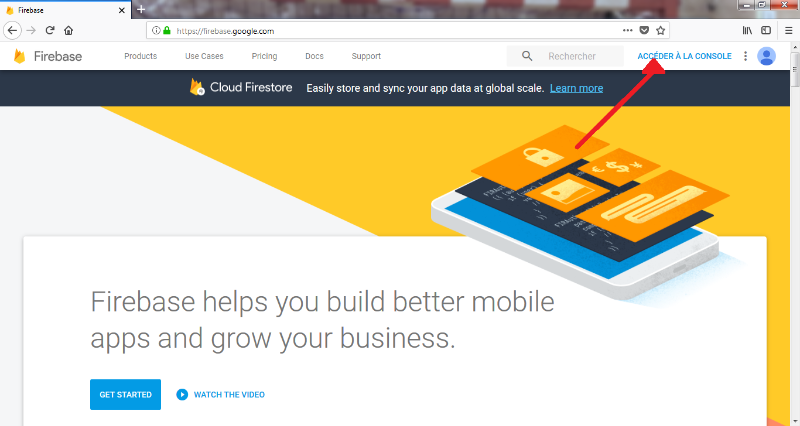 Firebase
https://firebase.google.com
Firebase Products Use Cases Pricing Docs Support Rechercher ACCÉDER À LA CONSOLE
Cloud Firestore Easily store and sync your app data at global scale. Learn more
Firebase helps you build better mobile
apps and grow your business.
GET STARTED WATCH THE VIDEO